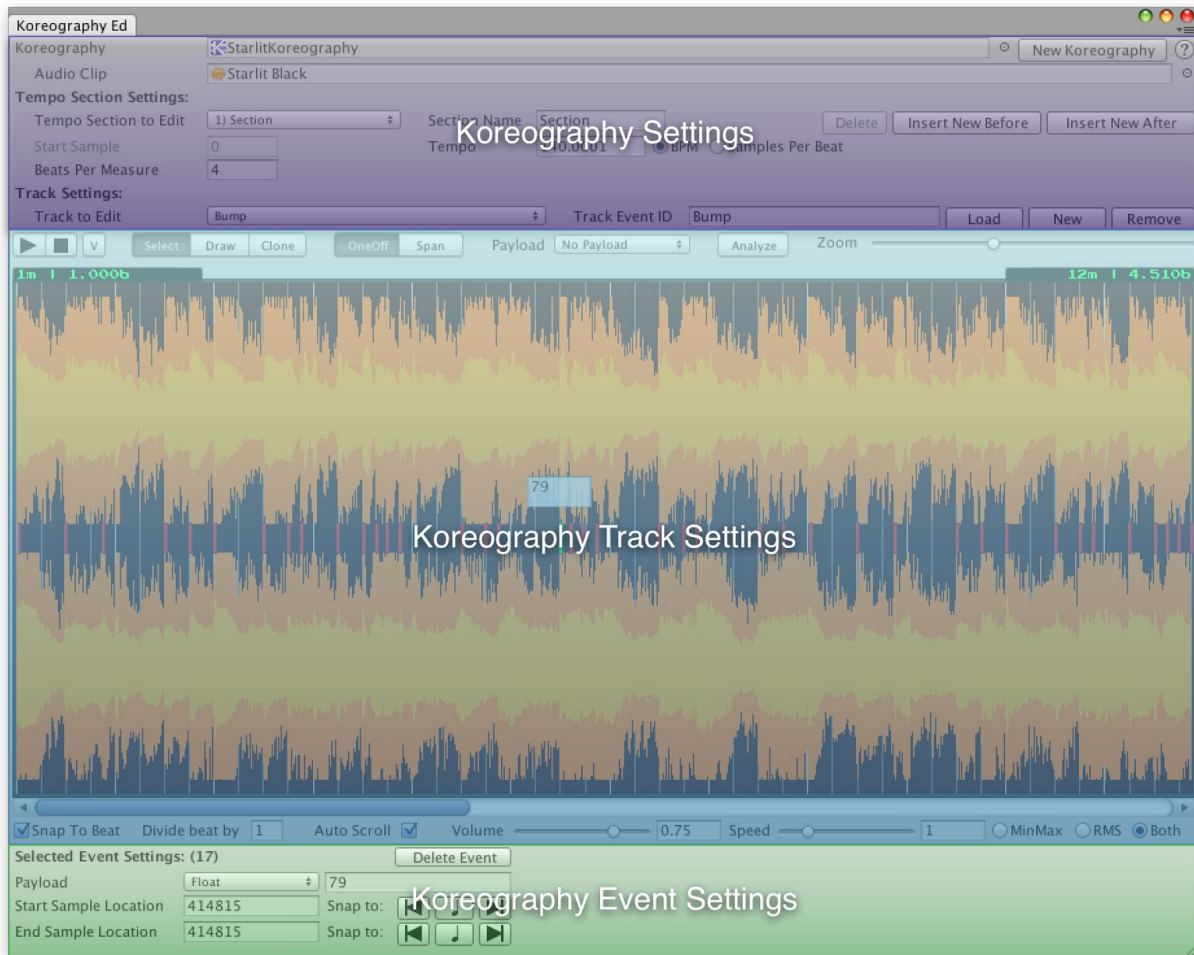 Koreography Ed
Koreography StarlitKoreography New Koreography ?
Audio Clip Starlit Black
Tempo Section Settings:
Tempo Section to Edit 1) Section Section Name Section Delete Insert New Before Insert New After
Koreography Settings
Start Sample 0 Tempo BPM Samples Per Beat
Beats Per Measure 4
Track Settings:
Track to Edit Bump Track Event ID Bump Load New Remove
V Select Draw Clone OneOff Span Payload No Payload Analyze Zoom
1m | 1.000b 12m | 4.510b
79
Koreography Track Settings
Snap To Beat Divide beat by 1 Auto Scroll Volume 0.75 Speed 1 MinMax RMS Both
Selected Event Settings: (17) Delete Event
Payload Float 79
Koreography Event Settings
Start Sample Location 414815 Snap to:
End Sample Location 414815 Snap to: